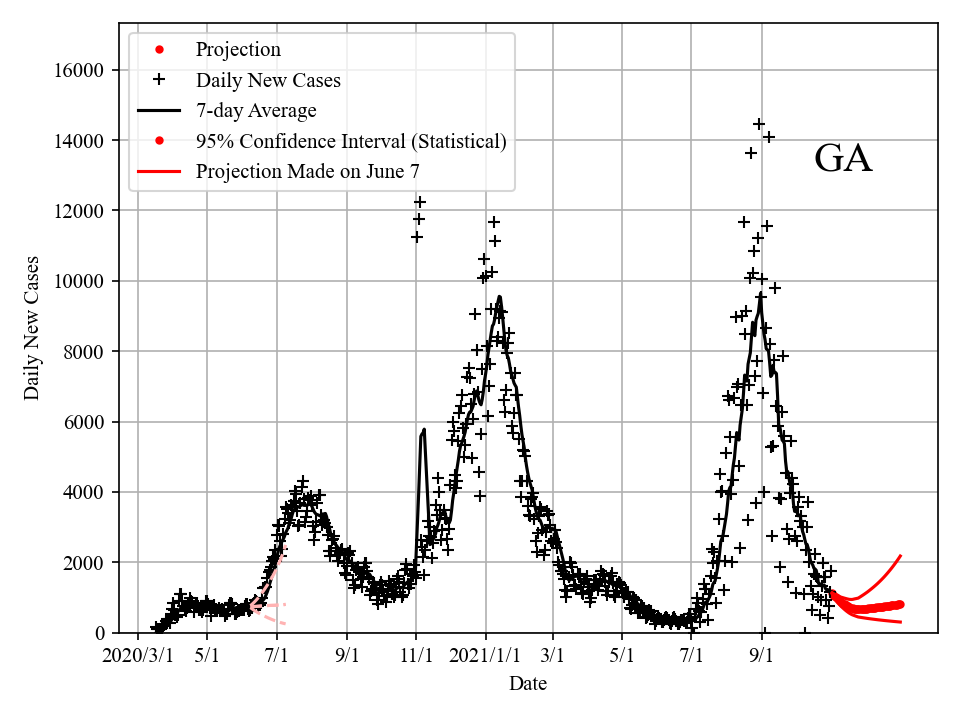 Projection
Daily New Cases
7-day Average
95% Confidence Interval (Statistical)
Projection Made on June 7
GA
Daily New Cases
16000
14000
12000
10000
8000
6000
4000
2000
0
2020/3/1 5/1 7/1 9/1 11/1 2021/1/1 3/1 5/1 7/1 9/1
Date